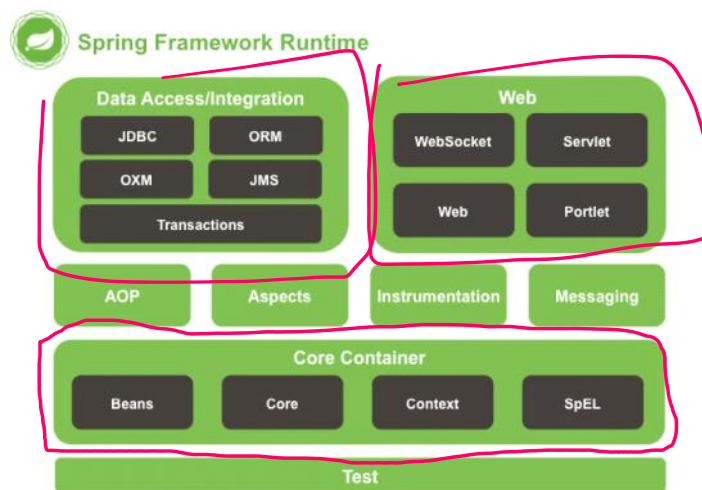 Spring Framework Runtime
Data Access/Integration
JDBC
ORM
OXM
JMS
Transactions
Web
WebSocket
Servlet
Web
Portlet
AOP
Aspects
Instrumentation
Messaging
Core Container
Beans
Core
Context
SpEL
Test